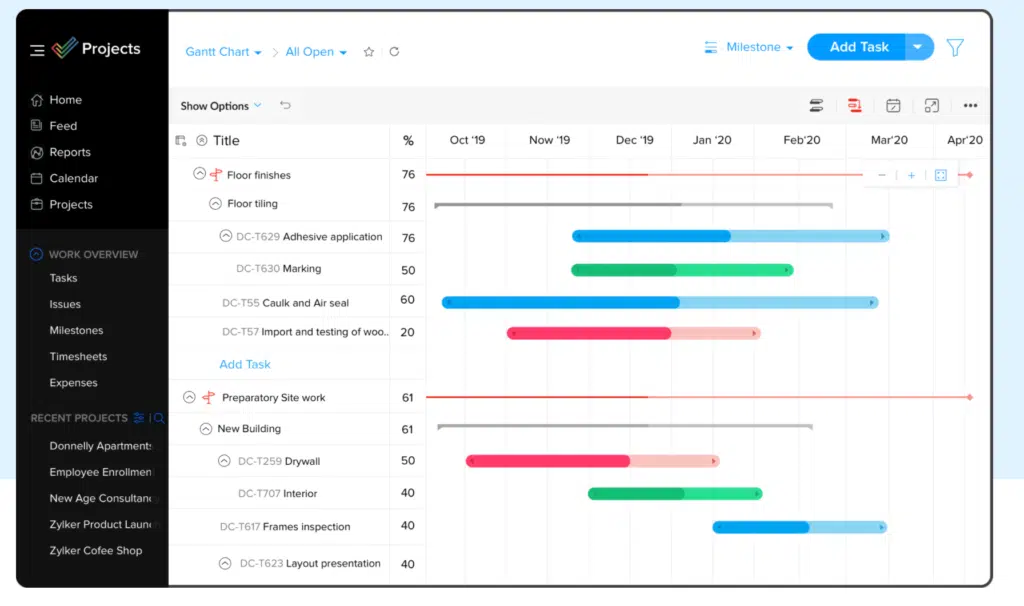 Projects
Gantt Chart All Open
Milestone
Add Task
Home
Feed
Reports
Calendar
Projects
WORK OVERVIEW
Tasks
Issues
Milestones
Timesheets
Expenses
RECENT PROJECTS
Donnelly Apartments
Employee Enrollmen
New Age Consultanc
Zylker Product Launc
Zylker Cofee Shop
Show Options
Title % Oct '19 Now '19 Dec '19 Jan '20 Feb'20 Mar'20 Apr'20
Floor finishes 76
Floor tiling 76
DC-T629 Adhesive application 76
DC-T630 Marking 50
DC-T55 Caulk and Air seal 60
DC-T57 Import and testing of woo.. 20
Add Task
Preparatory Site work 61
New Building 61
DC-T259 Drywall 50
DC-T707 Interior 40
DC-T617 Frames inspection 40
DC-T623 Layout presentation 40